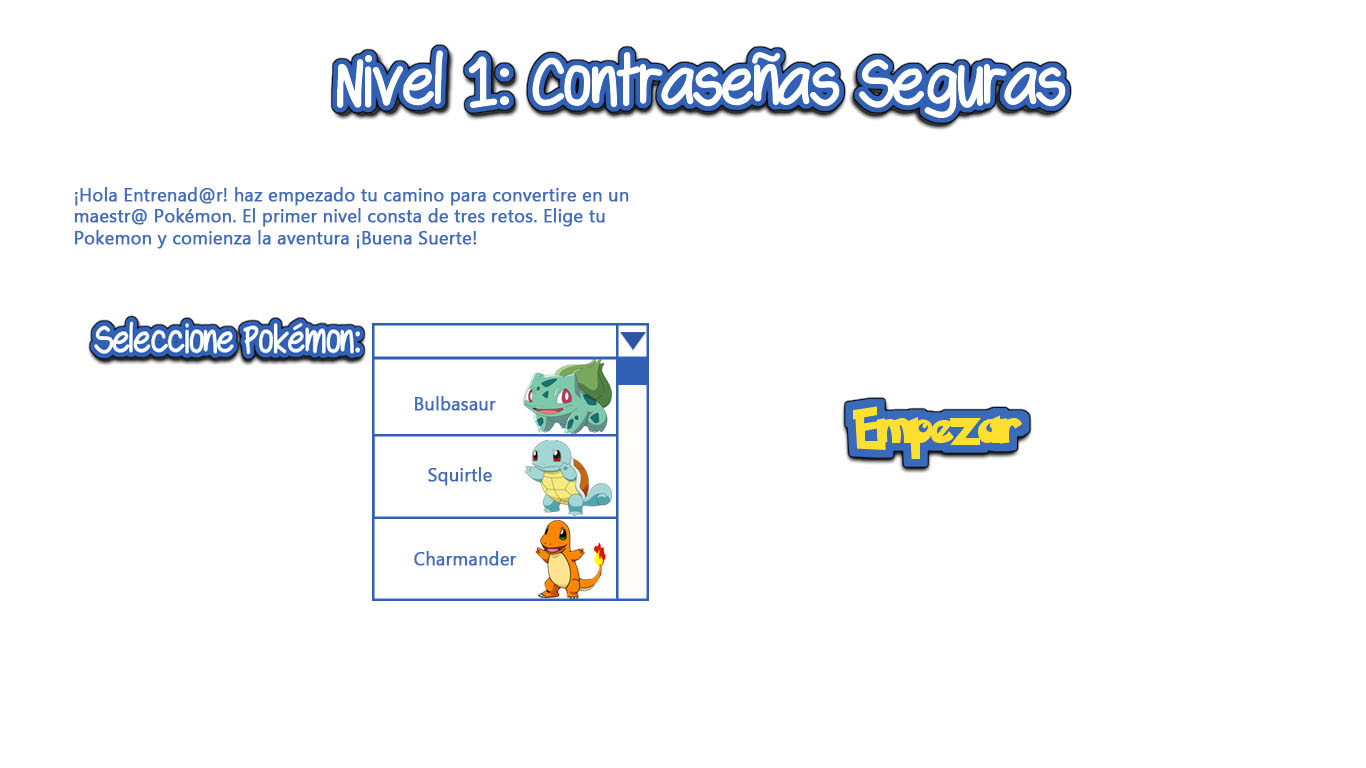 Nivel 1: Contraseñas Seguras
¡Hola Entrenad@r! haz empezado tu camino para convertire en un
maestr@ Pokémon. El primer nivel consta de tres retos. Elige tu
Pokemon y comienza la aventura ¡Buena Suerte!
Seleccione Pokémon:
Bulbasaur
Squirtle
Charmander
Empezar